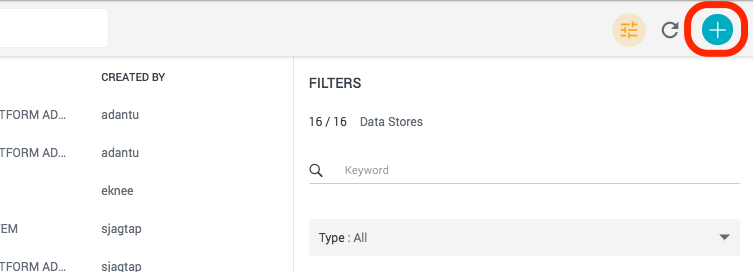 CREATED BY
TFORM AD... adantu
TFORM AD... adantu
eknee
TEM sjagtap
TFORM AD... sjagtap
FILTERS
16 / 16 Data Stores
Keyword
Type : All